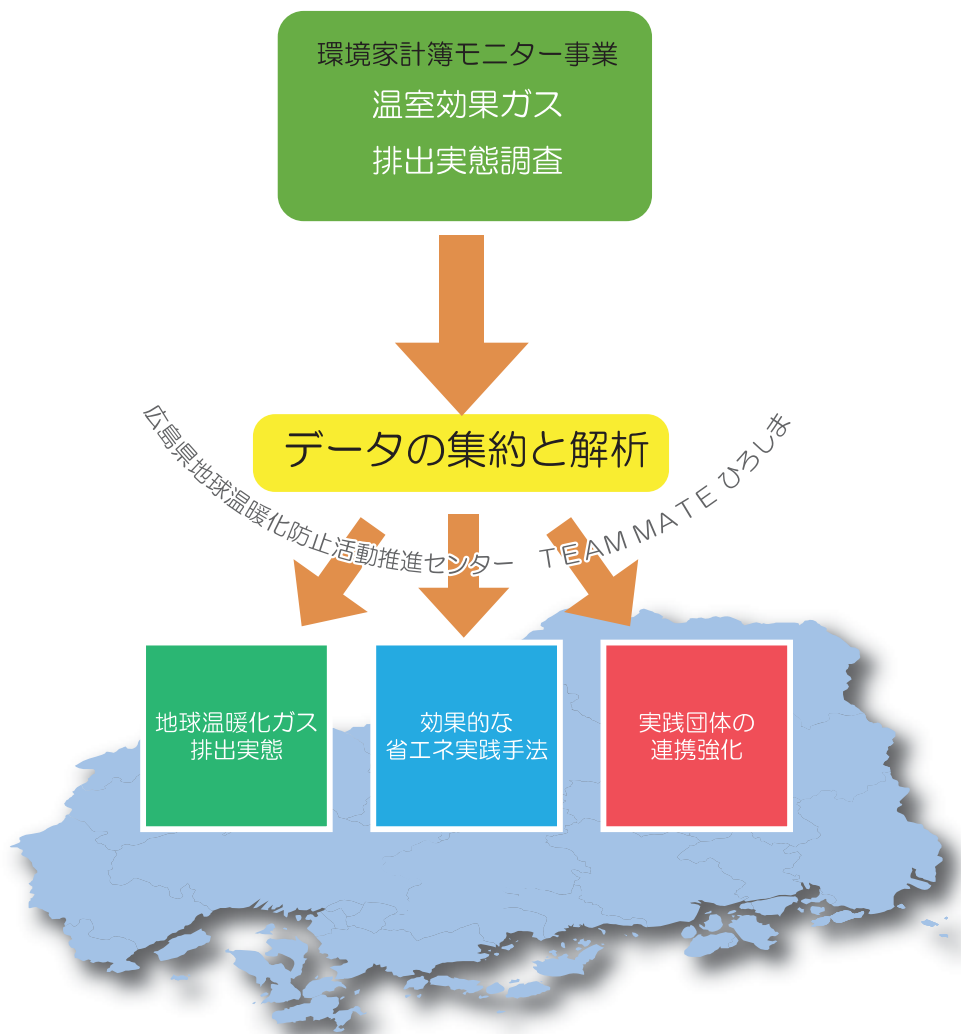 環境家計簿モニター事業
温室効果ガス
排出実態調査
データの集約と解析
広島県地球温暖化防止活動推進センター　TEAM MATE ひろしま
地球温暖化ガス
排出実態
効果的な
省エネ実践手法
実践団体の
連携強化